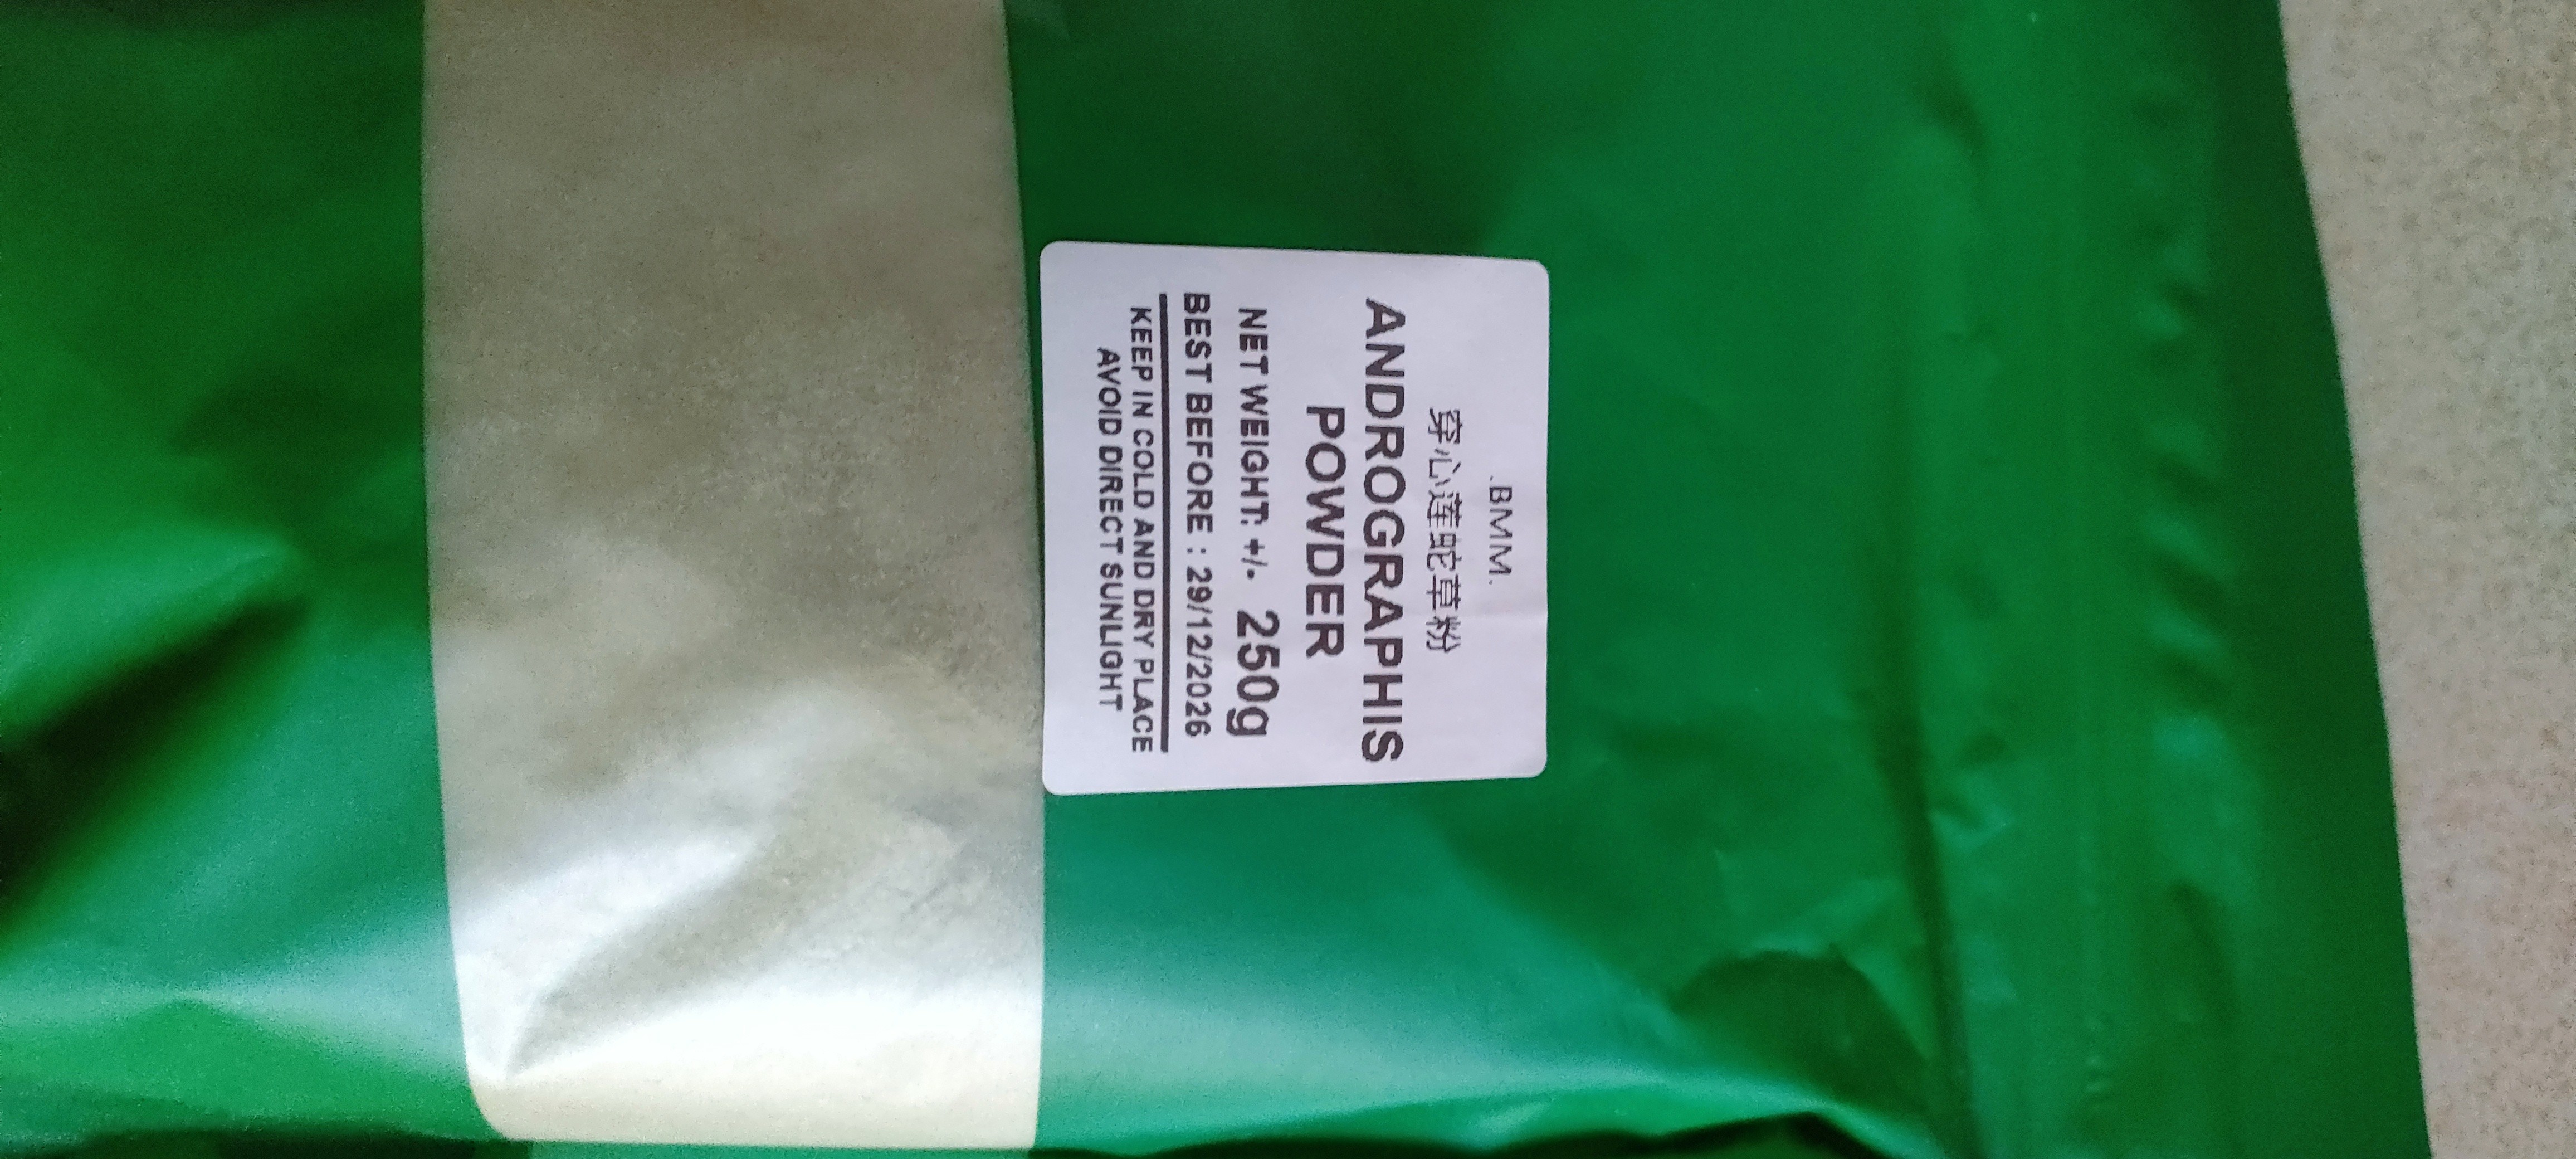 .BMM.
穿心莲蛇草粉
ANDROGRAPHIS
POWDER
NET WEIGHT: +/- 250g
BEST BEFORE : 29/12/2026
KEEP IN COLD AND DRY PLACE
AVOID DIRECT SUNLIGHT